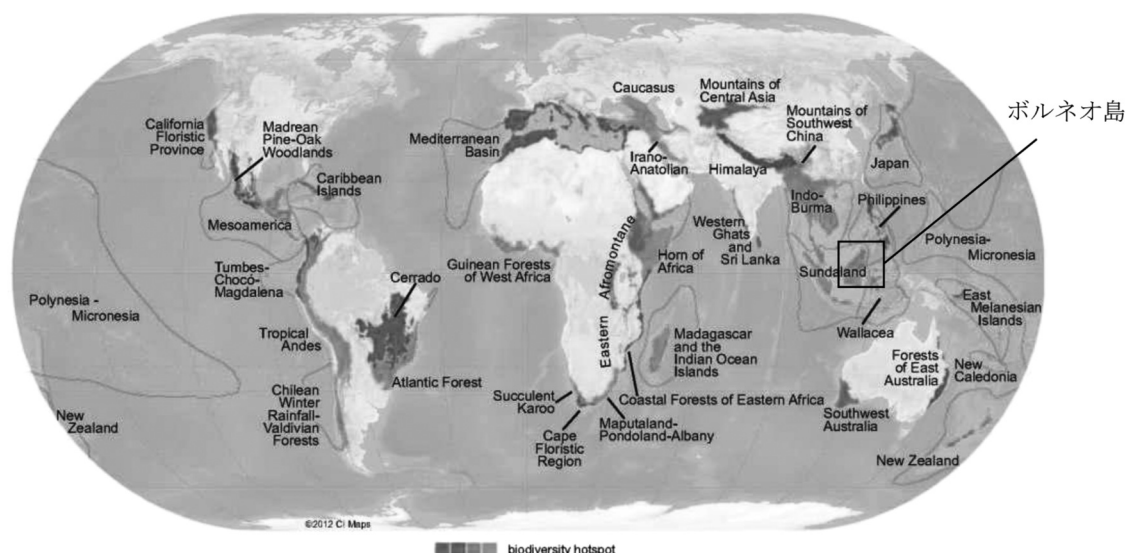 ボルネオ島
Caucasus
Mountains of
Central Asia
Mountains of
Southwest
China
California
Floristic
Province
Madrean
Pine-Oak
Woodlands
Mediterranean
Basin
Irano-
Anatolian
Himalaya
Japan
Caribbean
Islands
Indo-
Burma
Philippines
Mesoamerica
Western
Ghats
and
Sri Lanka
Polynesia-
Micronesia
Tumbes-
Chocó-
Magdalena
Cerrado
Guinean Forests
of West Africa
Eastern Afromontane
Horn of
Africa
Sundaland
Polynesia -
Micronesia
East
Melanesian
Islands
Wallacea
Tropical
Andes
Madagascar
and the
Indian Ocean
Islands
Forests
of East
Australia
New
Caledonia
Atlantic Forest
Chilean
Winter
Rainfall-
Valdivian
Forests
Succulent
Karoo
Coastal Forests of Eastern Africa
Maputaland-
Pondoland-Albany
Southwest
Australia
New
Zealand
Cape
Floristic
Region
New Zealand
©2012 CI Maps
biodiversity hotspot